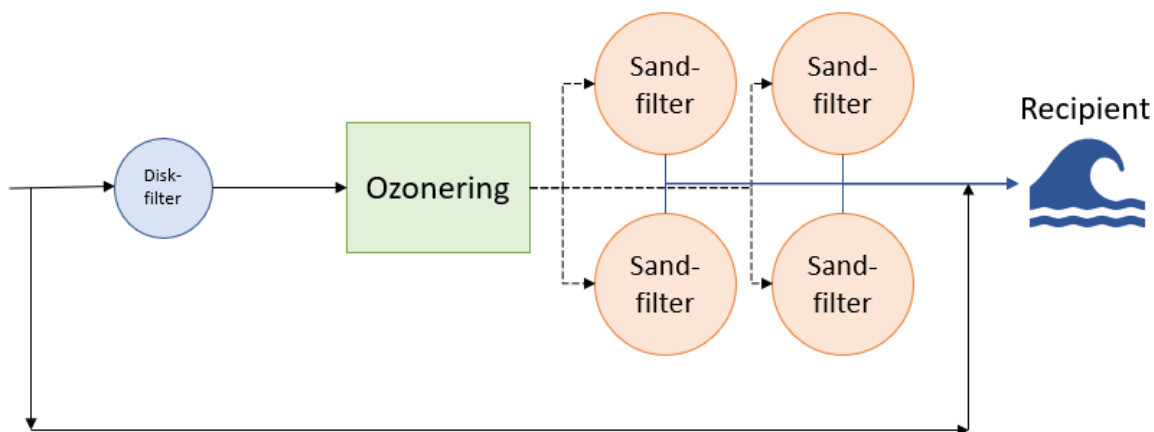 Sand-
filter
Sand-
filter
Recipient
Disk-
filter
Ozonering
Sand-
filter
Sand-
filter